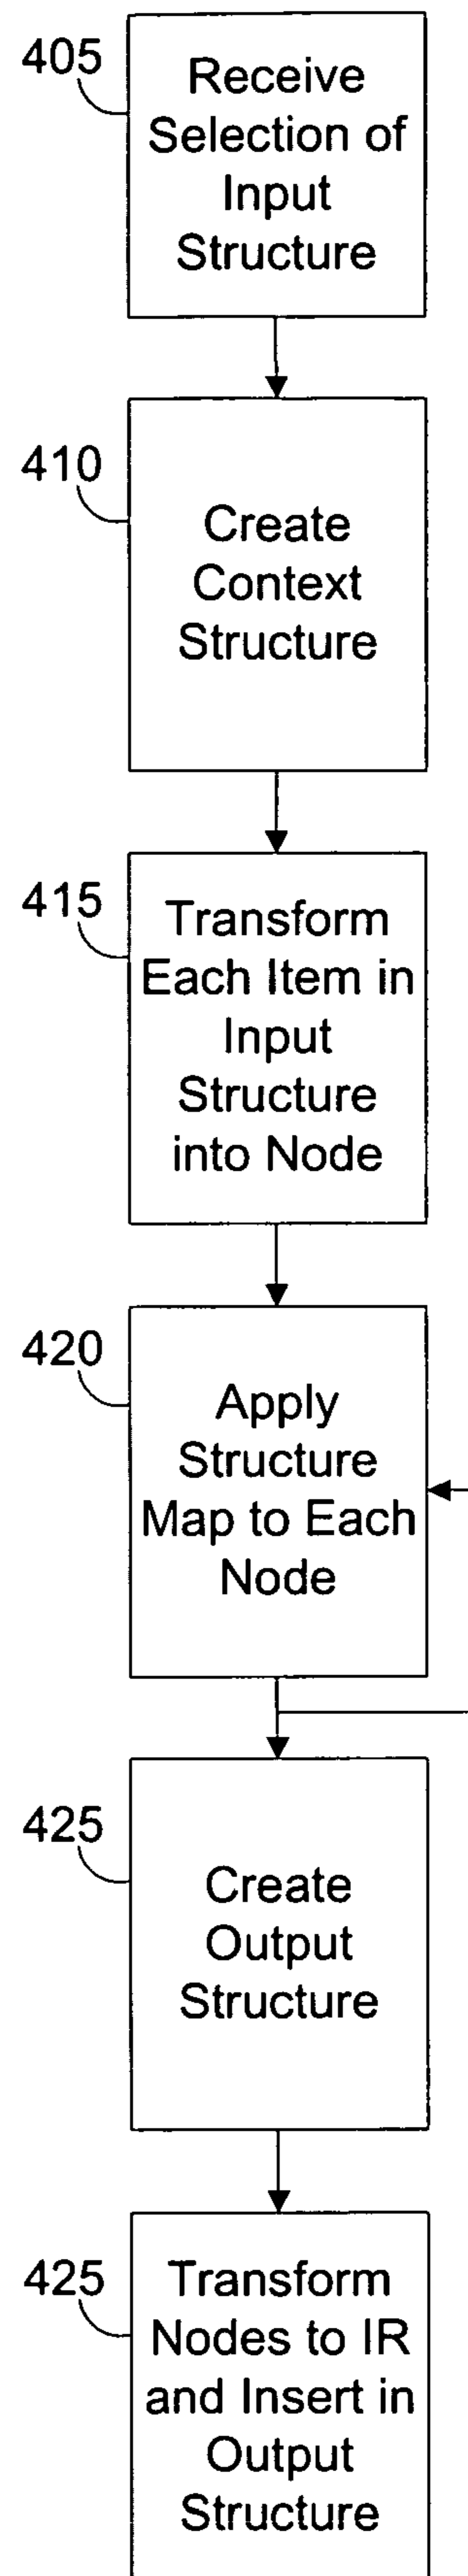 405
Receive
Selection of
Input
Structure
410
Create
Context
Structure
415
Transform
Each Item in
Input
Structure
into Node
420
Apply
Structure
Map to Each
Node
425
Create
Output
Structure
425
Transform
Nodes to IR
and Insert in
Output
Structure